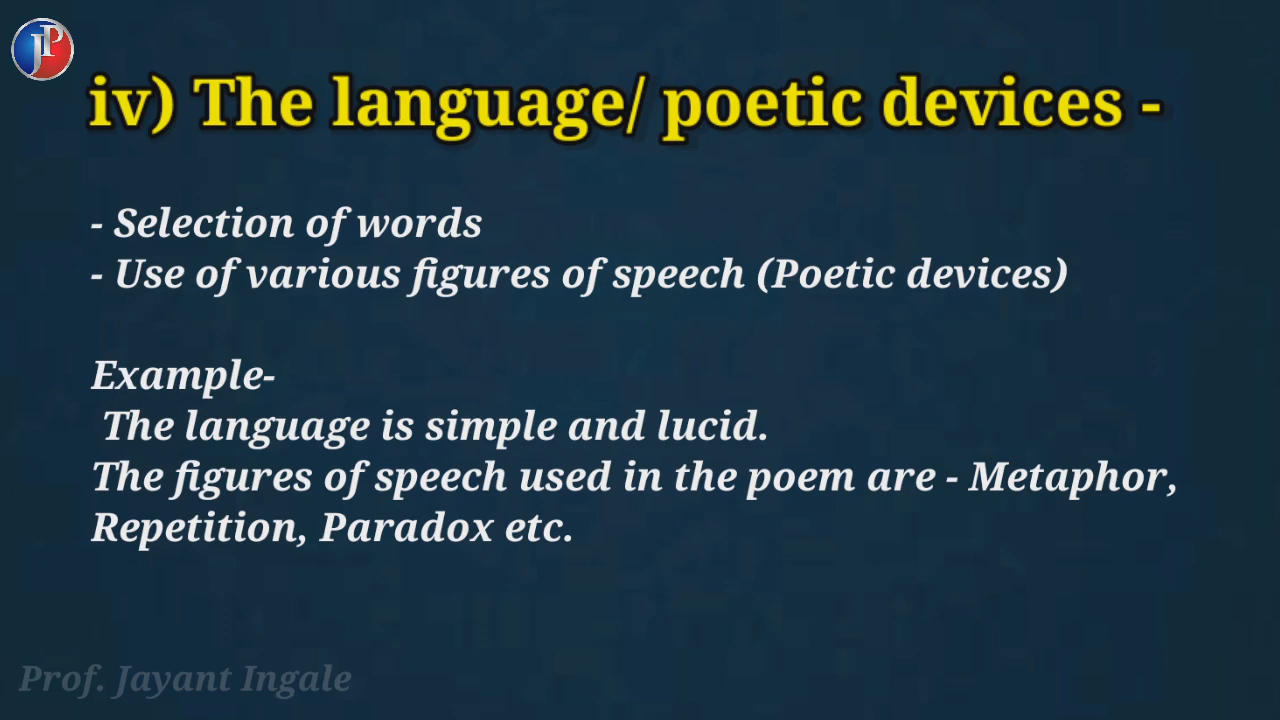 JP
iv) The language/ poetic devices -
- Selection of words
- Use of various figures of speech (Poetic devices)
Example-
The language is simple and lucid.
The figures of speech used in the poem are - Metaphor,
Repetition, Paradox etc.
Prof. Jayant Ingale